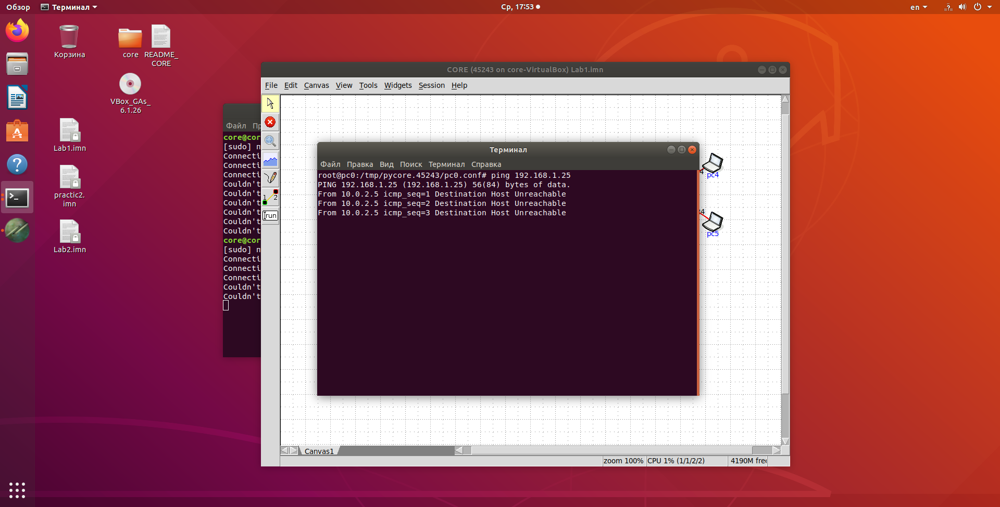 Обзор
Терминал
Ср, 17:53
en
Корзина
core
README_
CORE
VBox_GAs_
6.1.26
Lab1.imn
practic2.
imn
Lab2.imn
Файл Пр
core@cor
[sudo] п
Connecti
Connecti
Connecti
Couldn't
Couldn't
Couldn't
Couldn't
Couldn't
Couldn't
core@cor
[sudo] п
Connecti
Connecti
Connecti
Couldn't
Couldn't
CORE (45243 on core-VirtualBox) Lab1.imn
File Edit Canvas View Tools Widgets Session Help
1 2
run
Терминал
Файл Правка Вид Поиск Терминал Справка
root@pc0:/tmp/pycore.45243/pc0.conf# ping 192.168.1.25
PING 192.168.1.25 (192.168.1.25) 56(84) bytes of data.
From 10.0.2.5 icmp_seq=1 Destination Host Unreachable
From 10.0.2.5 icmp_seq=2 Destination Host Unreachable
From 10.0.2.5 icmp_seq=3 Destination Host Unreachable
4
pc4
4
pc5
Canvas1
zoom 100% CPU 1% (1/1/2/2) 4190M free